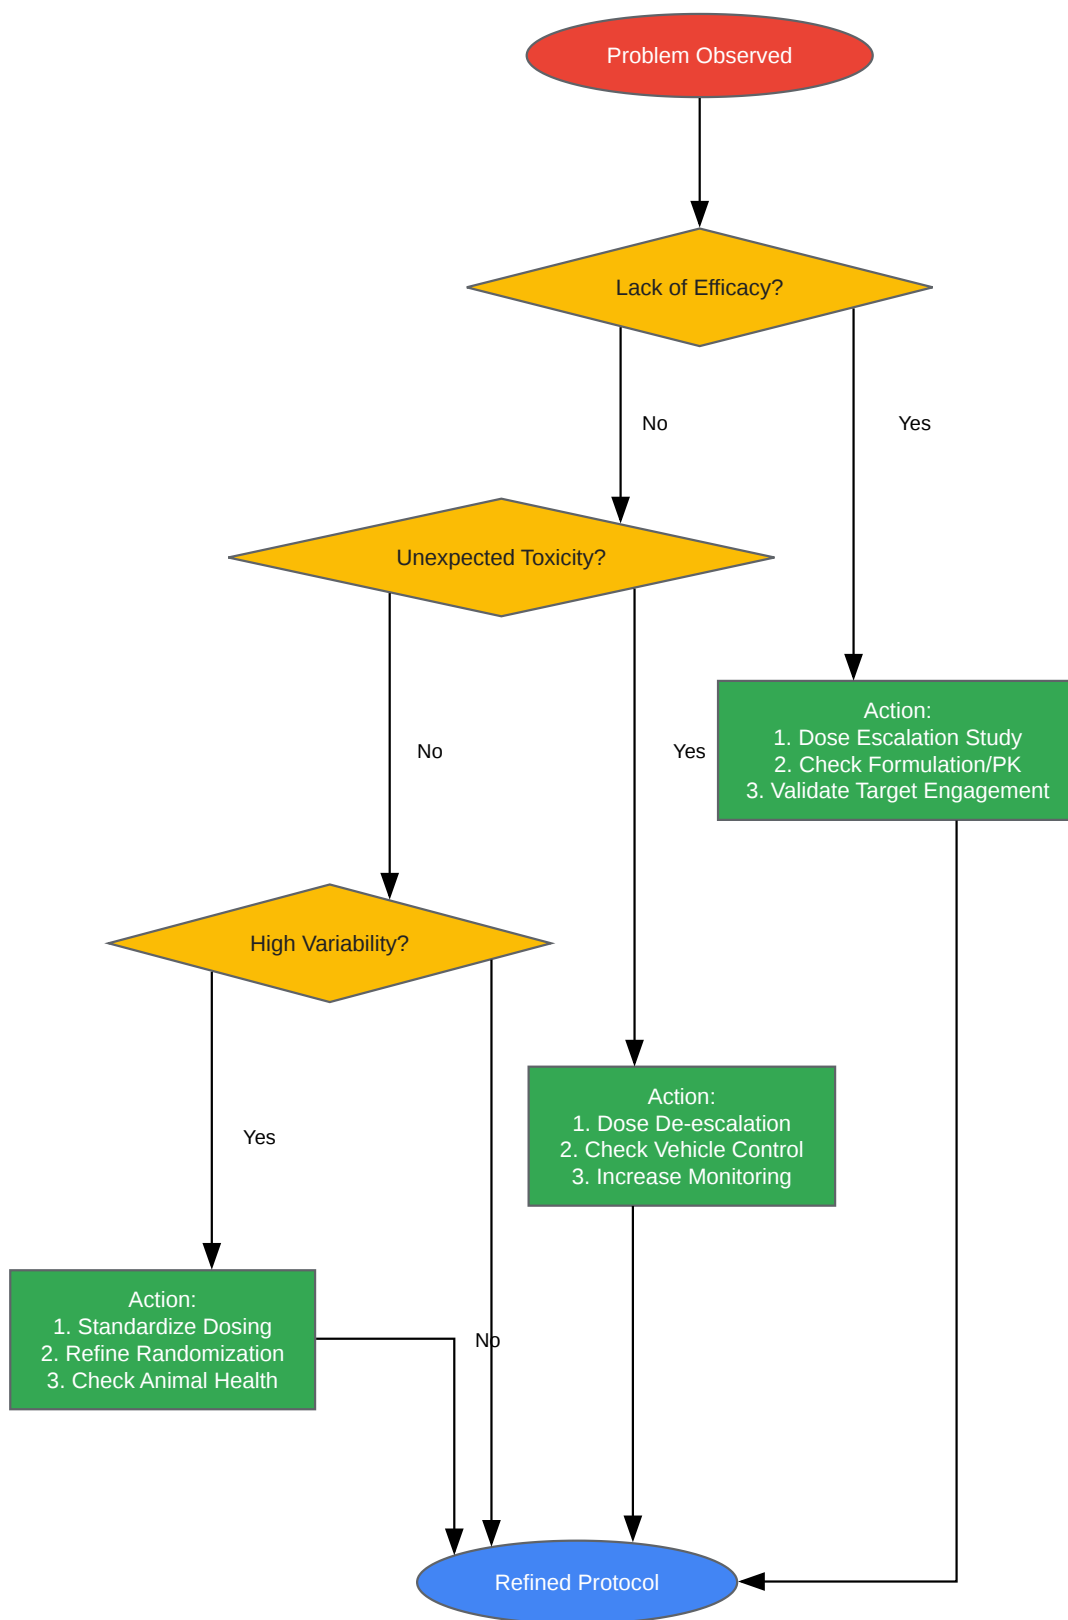 Problem Observed
Lack of Efficacy?
No
Yes
Unexpected Toxicity?
No
Yes
Action:
1. Dose Escalation Study
2. Check Formulation/PK
3. Validate Target Engagement
High Variability?
Yes
Action:
1. Dose De-escalation
2. Check Vehicle Control
3. Increase Monitoring
Action:
1. Standardize Dosing
2. Refine Randomization
3. Check Animal Health
No
Refined Protocol